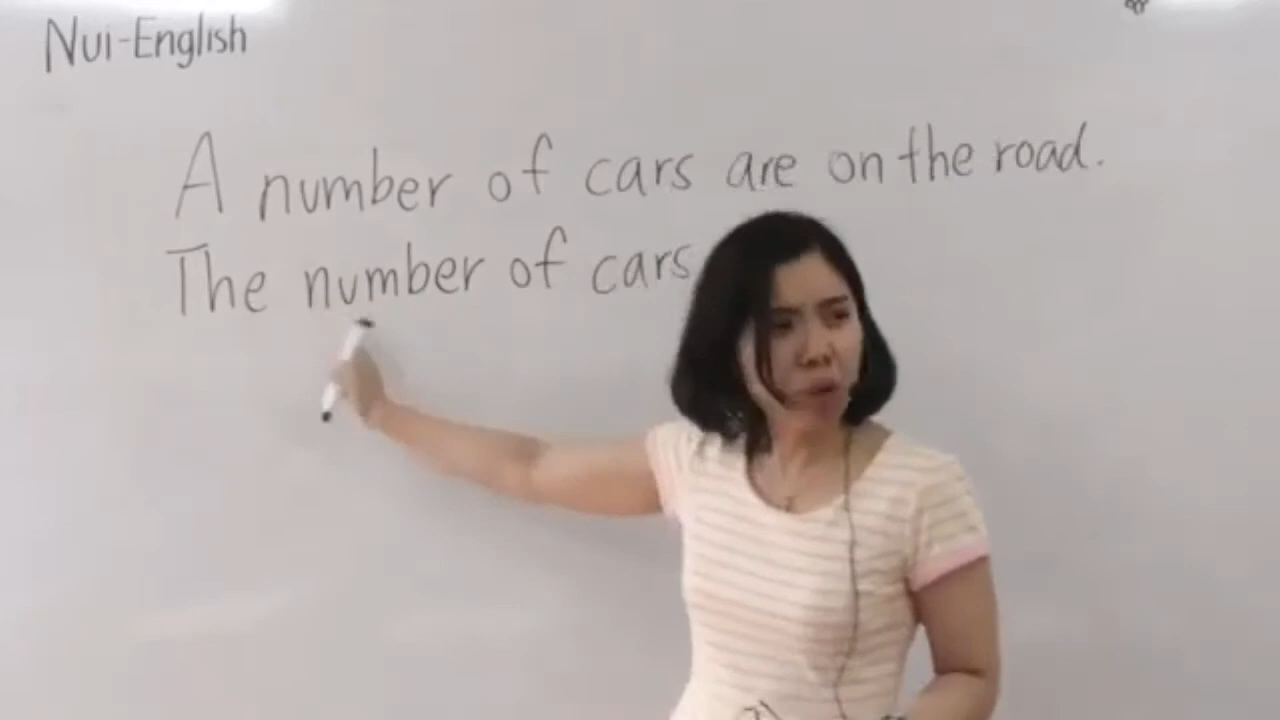 Nui-English
A number of cars are on the road.
The number of cars